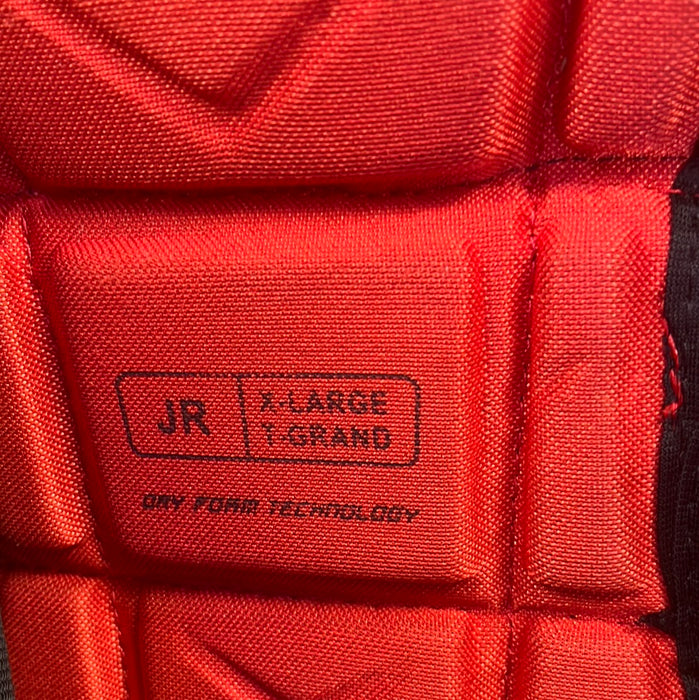 JR
X-LARGE
T-GRAND
DRY FOAM TECHNOLOGY